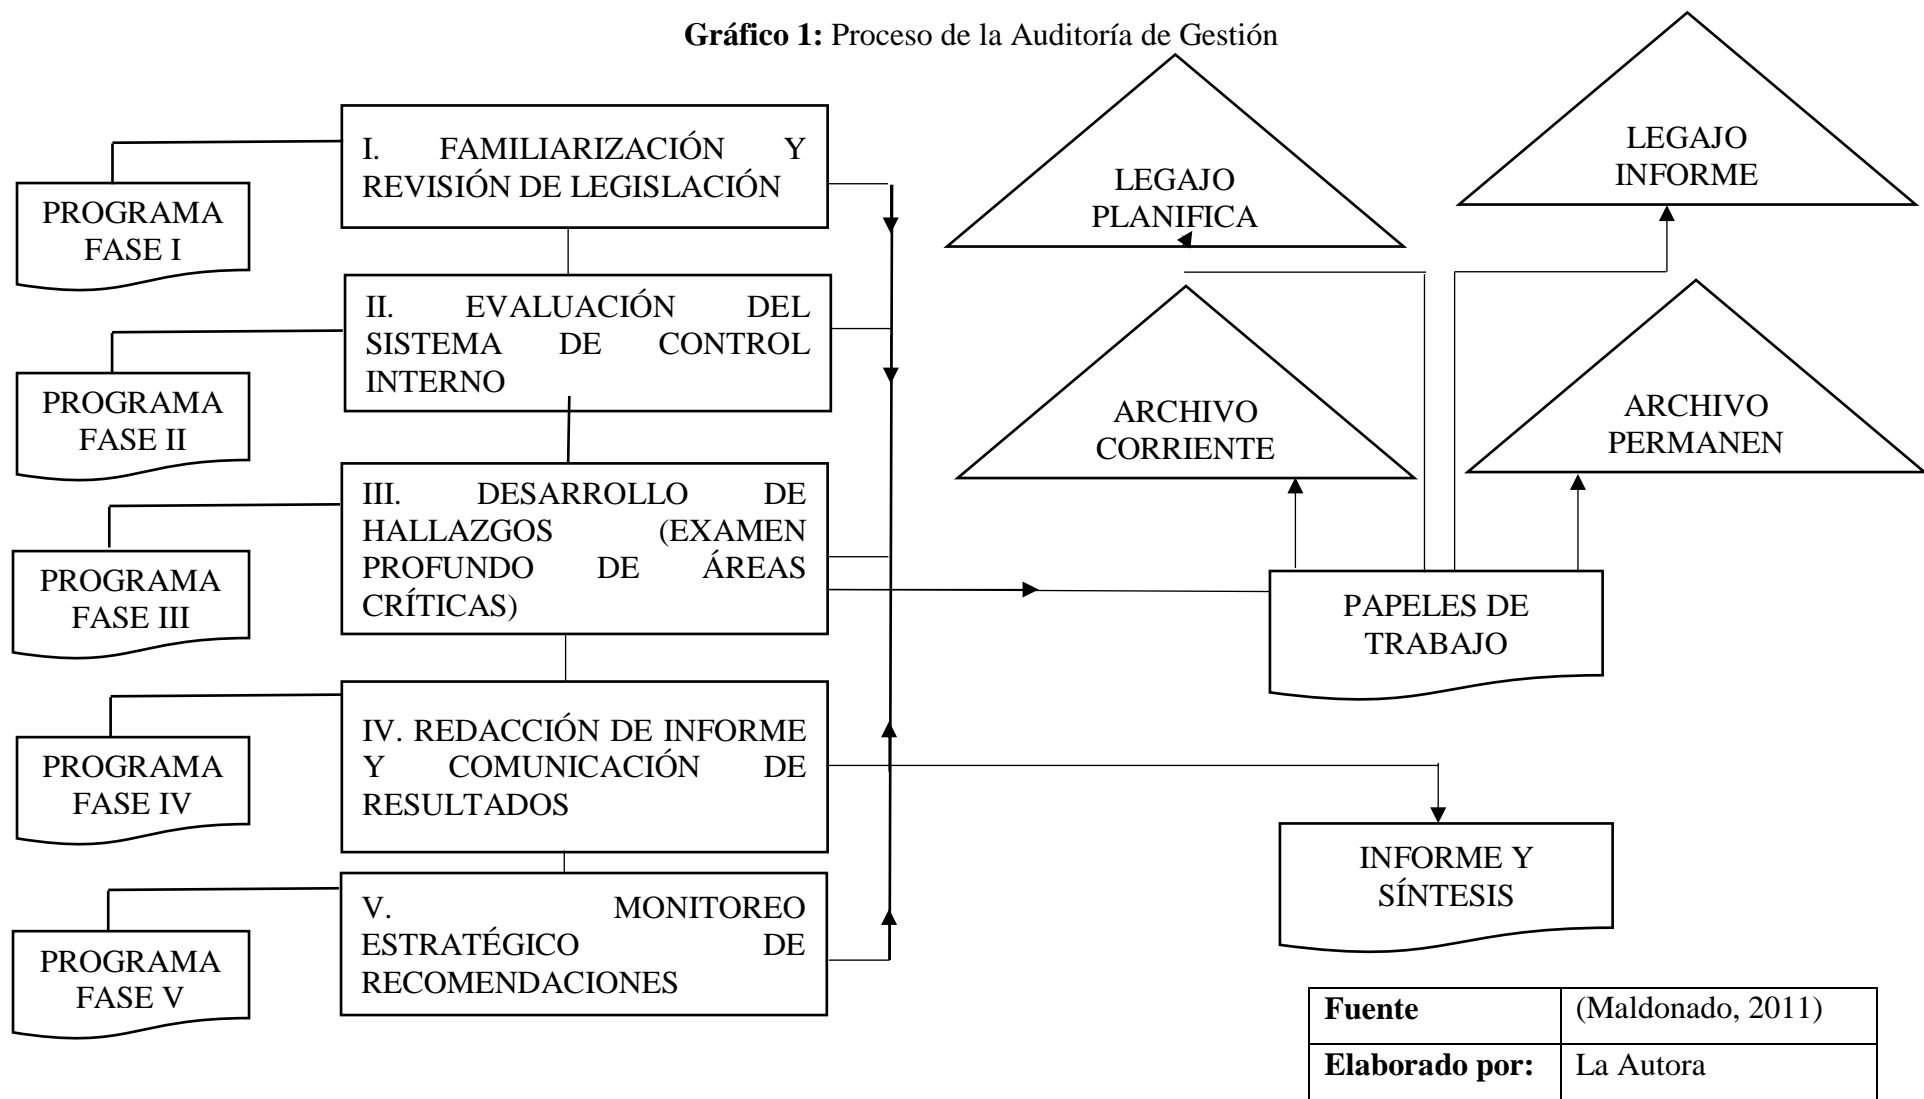 Gráfico 1: Proceso de la Auditoría de Gestión
PROGRAMA
FASE I
I. FAMILIARIZACIÓN Y
REVISIÓN DE LEGISLACIÓN
PROGRAMA
FASE II
II. EVALUACIÓN DEL
SISTEMA DE CONTROL
INTERNO
PROGRAMA
FASE III
III. DESARROLLO DE
HALLAZGOS (EXAMEN
PROFUNDO DE ÁREAS
CRÍTICAS)
PROGRAMA
FASE IV
IV. REDACCIÓN DE INFORME
Y COMUNICACIÓN DE
RESULTADOS
PROGRAMA
FASE V
V. MONITOREO
ESTRATÉGICO DE
RECOMENDACIONES
LEGAJO
PLANIFICA
LEGAJO
INFORME
ARCHIVO
CORRIENTE
ARCHIVO
PERMANEN
PAPELES DE
TRABAJO
INFORME Y
SÍNTESIS
Fuente (Maldonado, 2011)
Elaborado por: La Autora